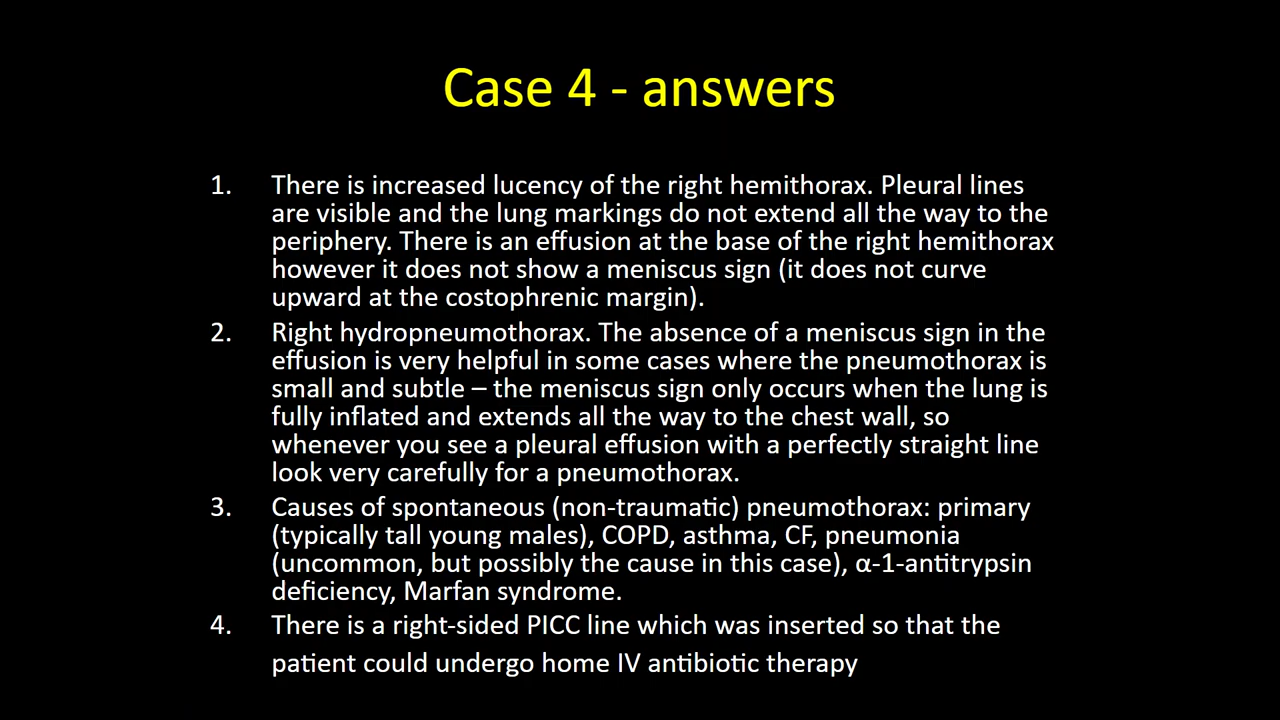 Case 4 - answers
1. There is increased lucency of the right hemithorax. Pleural lines
are visible and the lung markings do not extend all the way to the
periphery. There is an effusion at the base of the right hemithorax
however it does not show a meniscus sign (it does not curve
upward at the costophrenic margin).
2. Right hydropneumothorax. The absence of a meniscus sign in the
effusion is very helpful in some cases where the pneumothorax is
small and subtle – the meniscus sign only occurs when the lung is
fully inflated and extends all the way to the chest wall, so
whenever you see a pleural effusion with a perfectly straight line
look very carefully for a pneumothorax.
3. Causes of spontaneous (non-traumatic) pneumothorax: primary
(typically tall young males), COPD, asthma, CF, pneumonia
(uncommon, but possibly the cause in this case), α-1-antitrypsin
deficiency, Marfan syndrome.
4. There is a right-sided PICC line which was inserted so that the
patient could undergo home IV antibiotic therapy